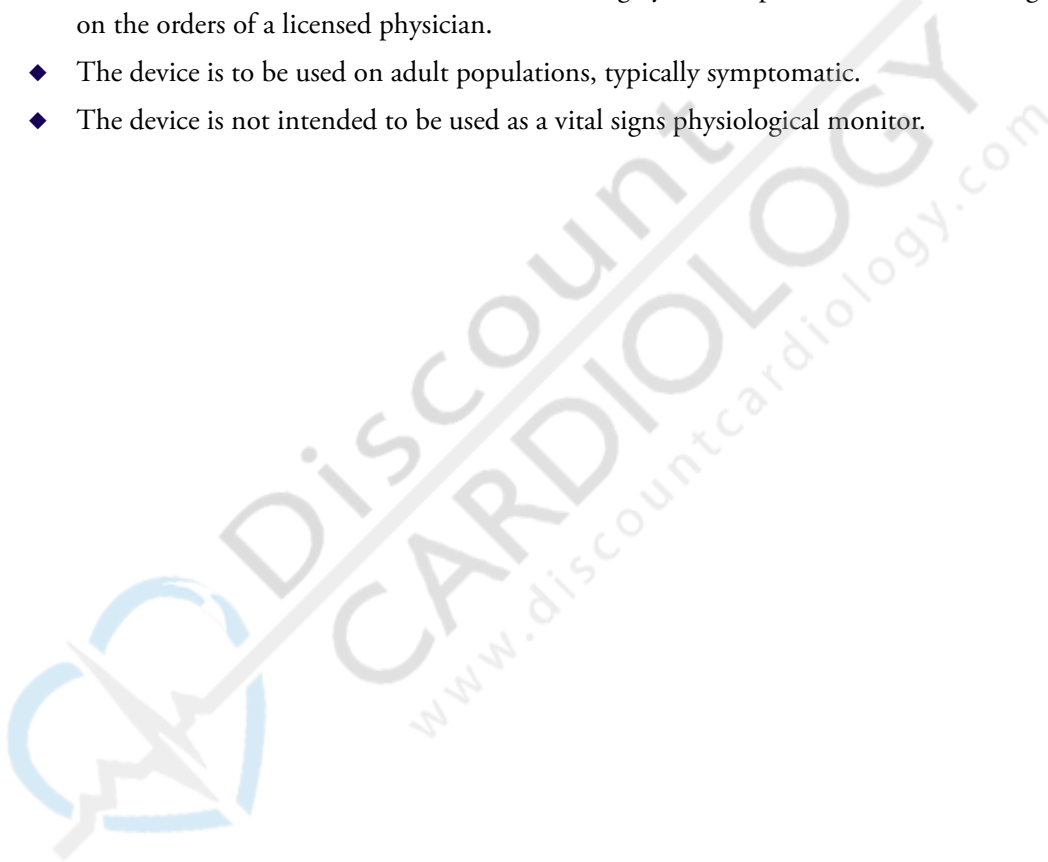 on the orders of a licensed physician.
◆ The device is to be used on adult populations, typically symptomatic.
◆ The device is not intended to be used as a vital signs physiological monitor.
Discount
CARDIOLOGY
www.discountcardiology.com